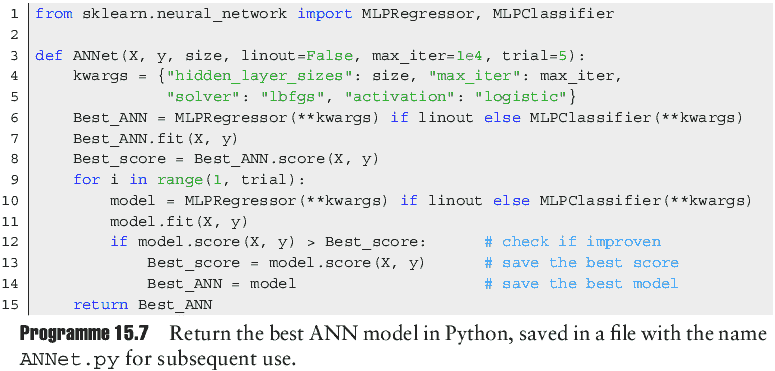 1 from sklearn.neural_network import MLPRegressor, MLPClassifier
2
3 def ANNet(X, y, size, linout=False, max_iter=1e4, trial=5):
4     kwargs = {"hidden_layer_sizes": size, "max_iter": max_iter,
5               "solver": "lbfgs", "activation": "logistic"}
6     Best_ANN = MLPRegressor(**kwargs) if linout else MLPClassifier(**kwargs)
7     Best_ANN.fit(X, y)
8     Best_score = Best_ANN.score(X, y)
9     for i in range(1, trial):
10         model = MLPRegressor(**kwargs) if linout else MLPClassifier(**kwargs)
11         model.fit(X, y)
12         if model.score(X, y) > Best_score:      # check if improven
13             Best_score = model.score(X, y)      # save the best score
14             Best_ANN = model                    # save the best model
15     return Best_ANN
Programme 15.7 Return the best ANN model in Python, saved in a file with the name
ANNet.py for subsequent use.